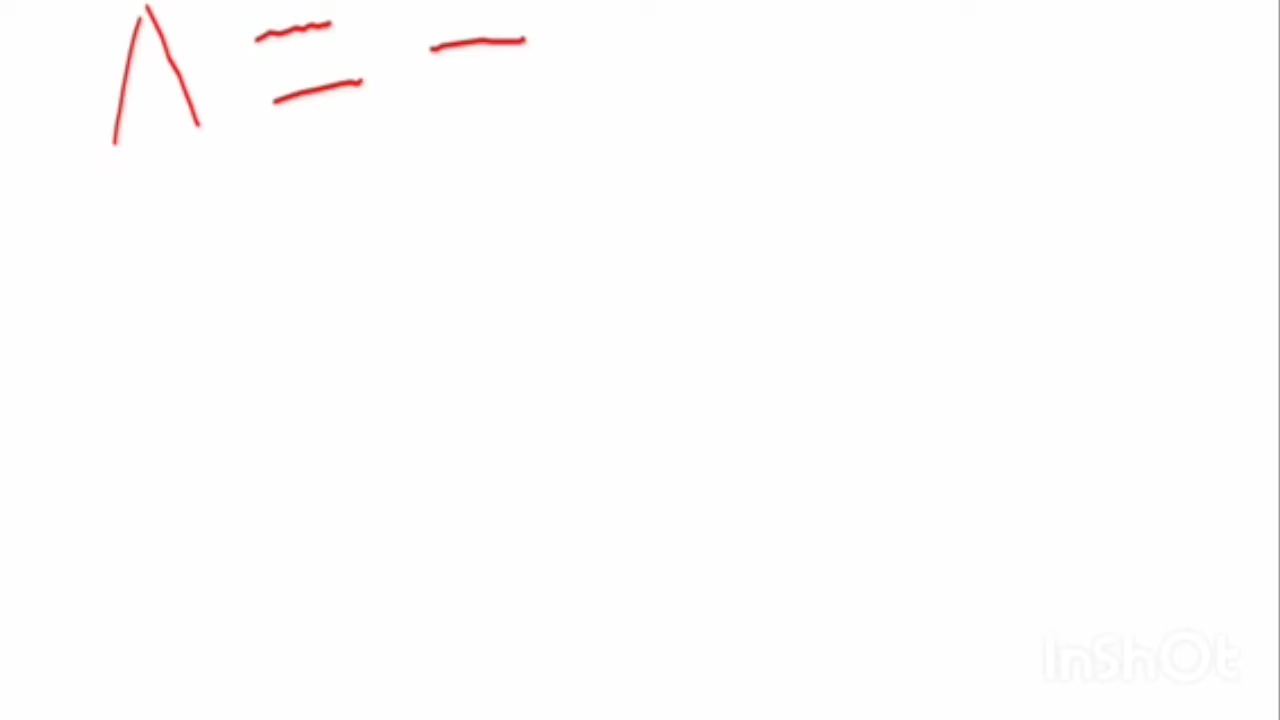 Λ = —
InShOt